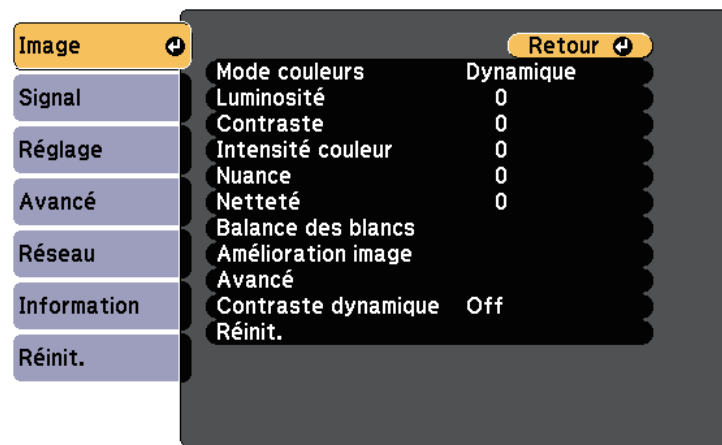 Image
Signal
Réglage
Avancé
Réseau
Information
Réinit.
Retour
Mode couleurs Dynamique
Luminosité 0
Contraste 0
Intensité couleur 0
Nuance 0
Netteté 0
Balance des blancs
Amélioration image
Avancé
Contraste dynamique Off
Réinit.